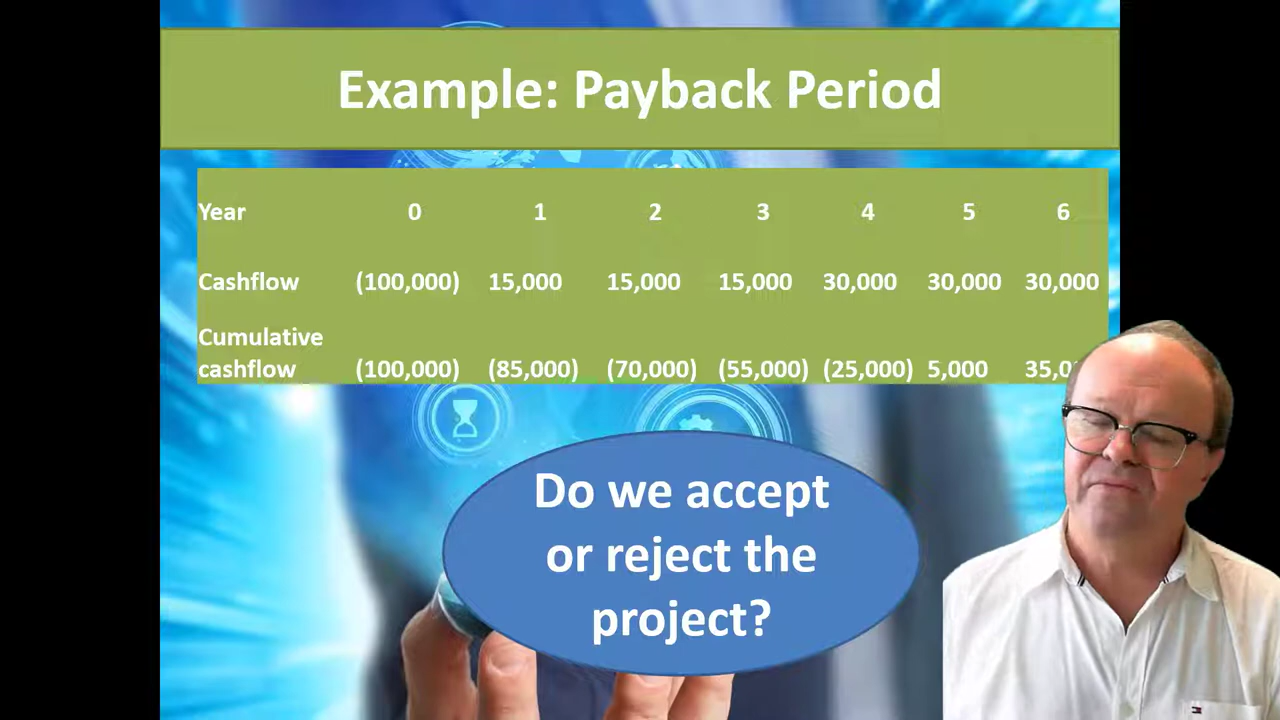 Example: Payback Period
Year 0 1 2 3 4 5 6
Cashflow (100,000) 15,000 15,000 15,000 30,000 30,000 30,000
Cumulative
cashflow (100,000) (85,000) (70,000) (55,000) (25,000) 5,000
Do we accept
or reject the
project?